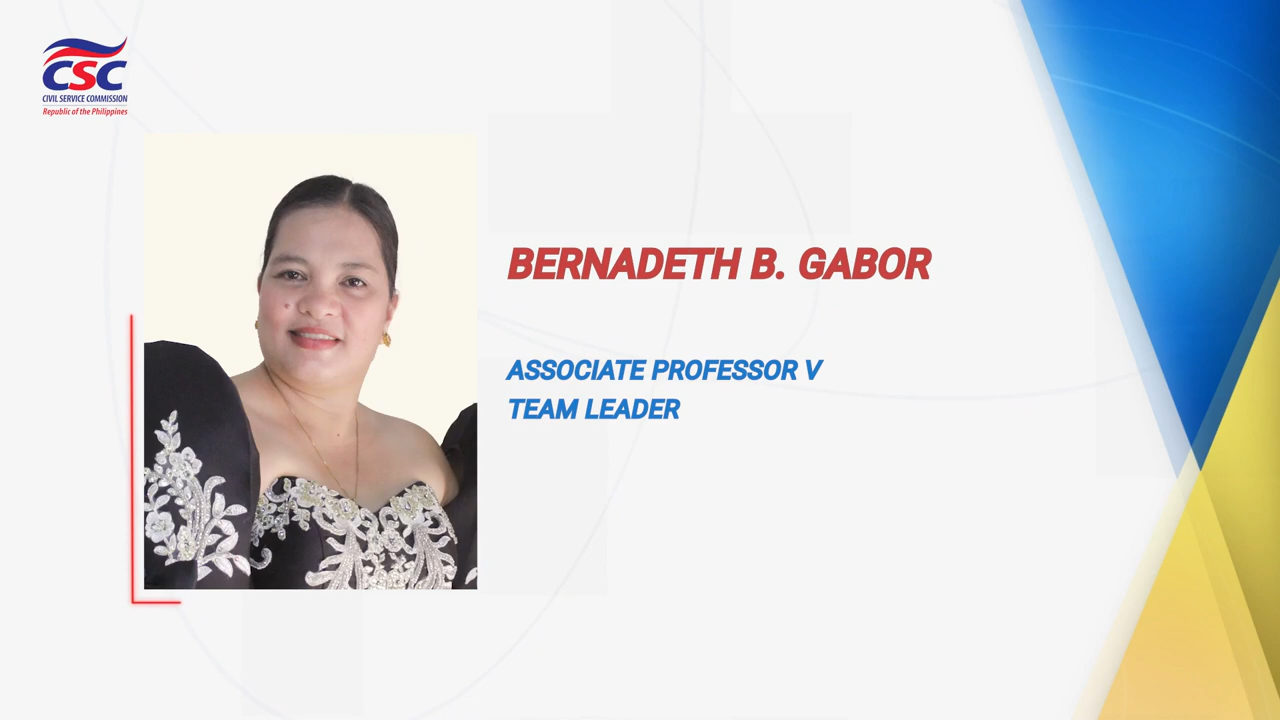 CSC
CIVIL SERVICE COMMISSION
Republic of the Philippines
BERNADETH B. GABOR
ASSOCIATE PROFESSOR V
TEAM LEADER